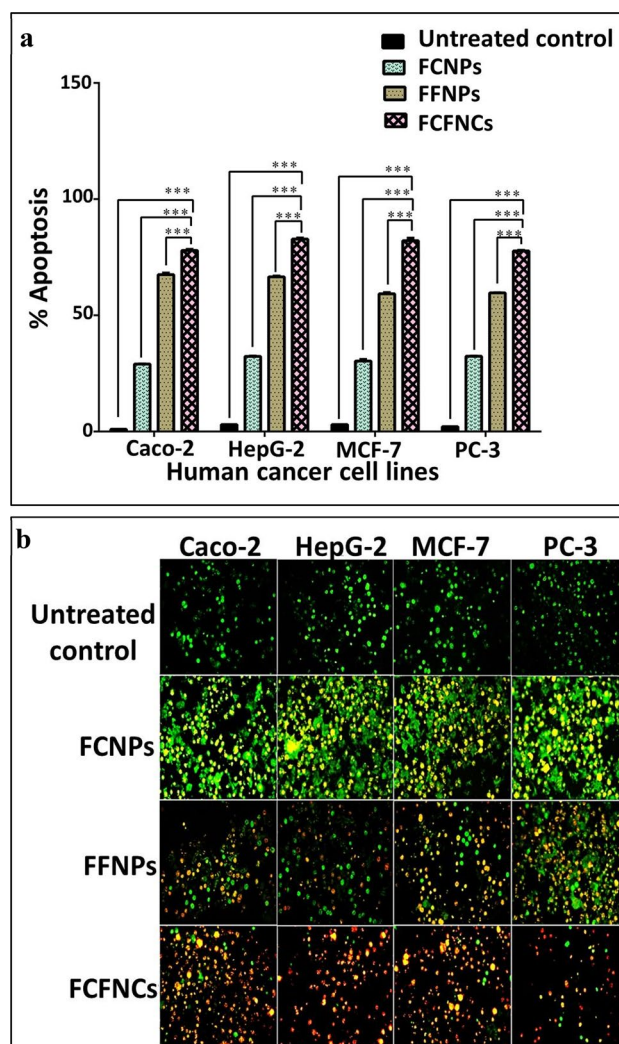 a
Untreated control
FCNPs
FFNPs
FCFNCs
% Apoptosis
150
100
50
0
*** *** *** ***
*** *** *** ***
*** *** *** ***
Caco-2 HepG-2 MCF-7 PC-3
Human cancer cell lines
b
Caco-2 HepG-2 MCF-7 PC-3
Untreated
control
FCNPs
FFNPs
FCFNCs